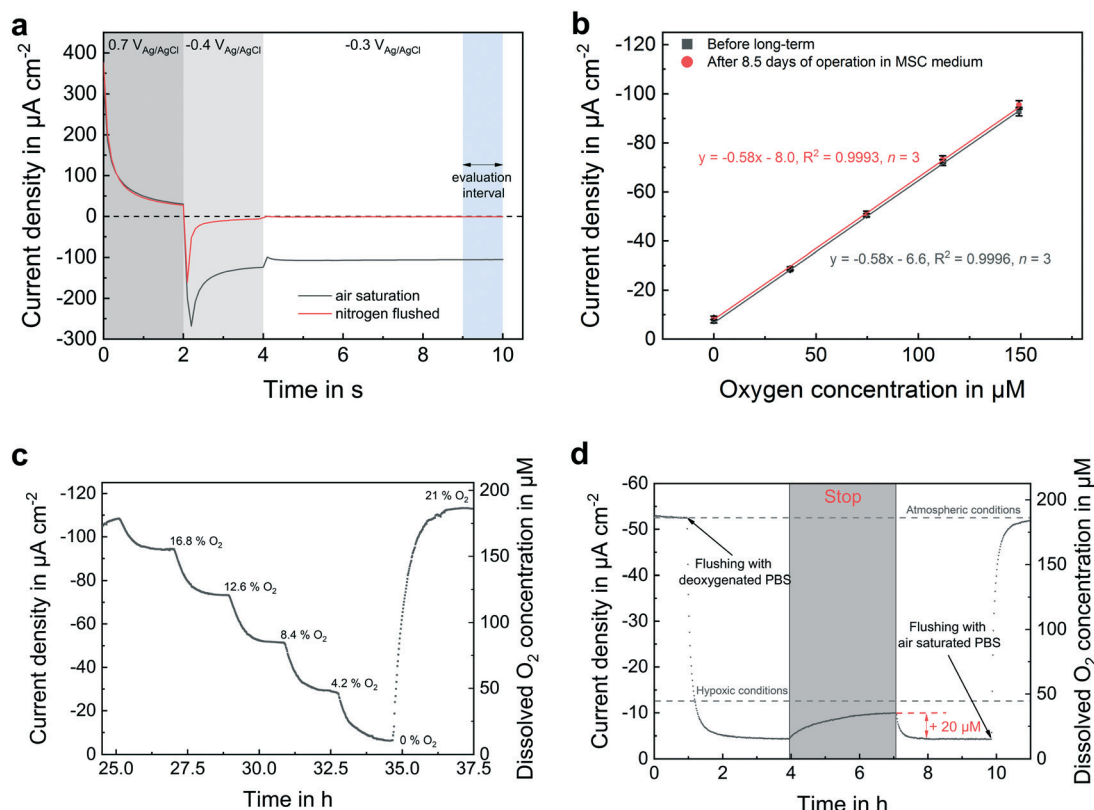 a
0.7 V_Ag/AgCl
-0.4 V_Ag/AgCl
-0.3 V_Ag/AgCl
400
300
200
100
0
-100
-200
-300
Current density in µA cm⁻²
evaluation
interval
air saturation
nitrogen flushed
0
2
4
6
8
10
Time in s
b
-120
-100
-80
-60
-40
-20
0
Current density in µA cm⁻²
Before long-term
After 8.5 days of operation in MSC medium
y = -0.58x - 8.0, R² = 0.9993, n = 3
y = -0.58x - 6.6, R² = 0.9996, n = 3
0
50
100
150
Oxygen concentration in µM
c
-120
-100
-80
-60
-40
-20
0
Current density in µA cm⁻²
16.8 % O₂
12.6 % O₂
8.4 % O₂
4.2 % O₂
0 % O₂
21 % O₂
200
150
100
50
0
Dissolved O₂ concentration in µM
25.0
27.5
30.0
32.5
35.0
37.5
Time in h
d
-60
-50
-40
-30
-20
-10
0
Current density in µA cm⁻²
Stop
Atmospheric conditions
Flushing with
deoxygenated PBS
Flushing with
air saturated PBS
Hypoxic conditions
+ 20 µM
200
150
100
50
0
Dissolved O₂ concentration in µM
0
2
4
6
8
10
Time in h